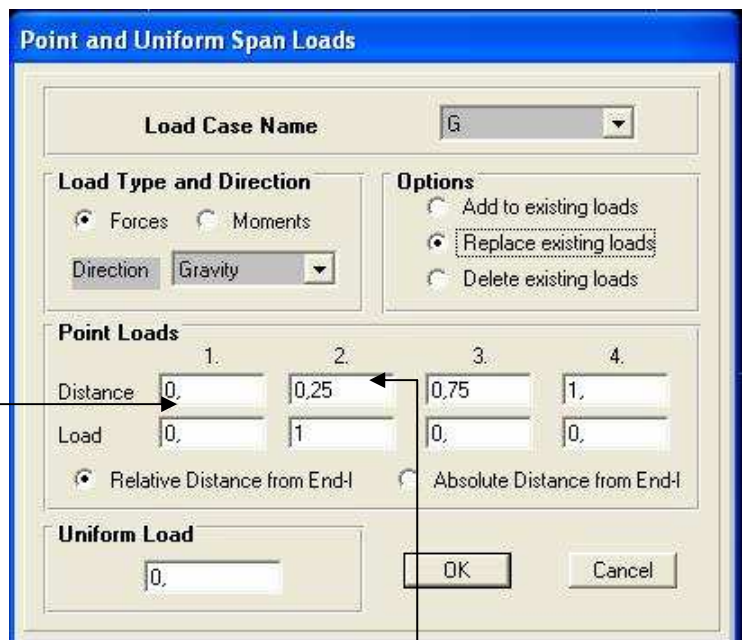 Point and Uniform Span Loads
Load Case Name G
Load Type and Direction
Forces Moments
Direction Gravity
Options
Add to existing loads
Replace existing loads
Delete existing loads
Point Loads
1. 2. 3. 4.
Distance 0, 0,25 0,75 1,
Load 0, 1 0, 0,
Relative Distance from End-I Absolute Distance from End-I
Uniform Load
0,
OK Cancel